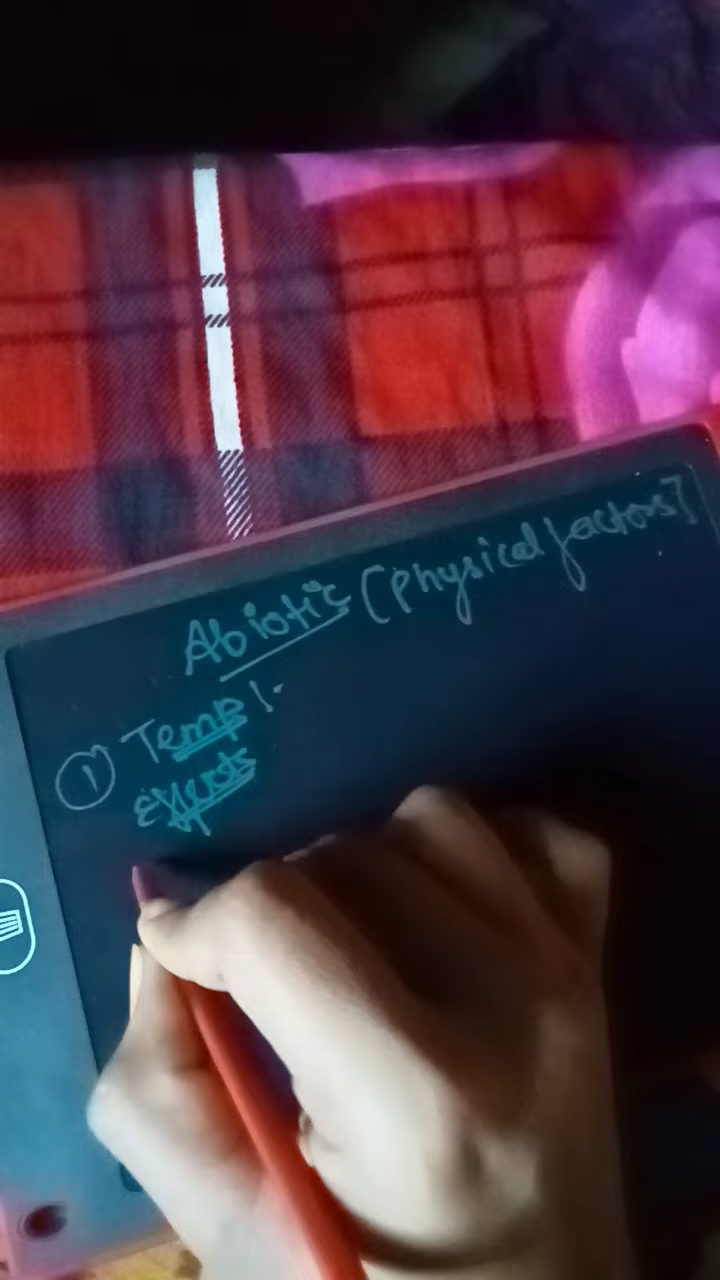 Abiotic (Physical factors)
① Temp :-
Effects